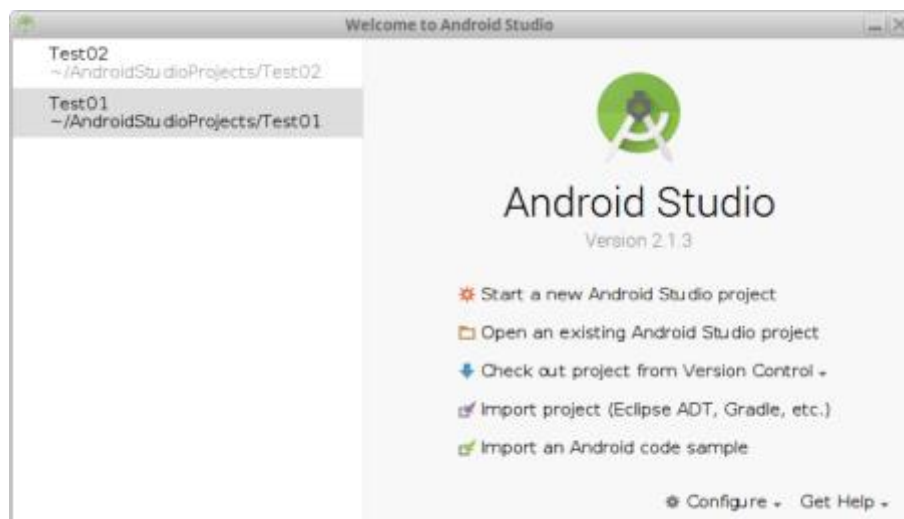 Welcome to Android Studio
Test02
~/AndroidStudioProjects/Test02
Test01
~/AndroidStudioProjects/Test01
Android Studio
Version 2.1.3
Start a new Android Studio project
Open an existing Android Studio project
Check out project from Version Control
Import project (Eclipse ADT, Gradle, etc.)
Import an Android code sample
Configure Get Help